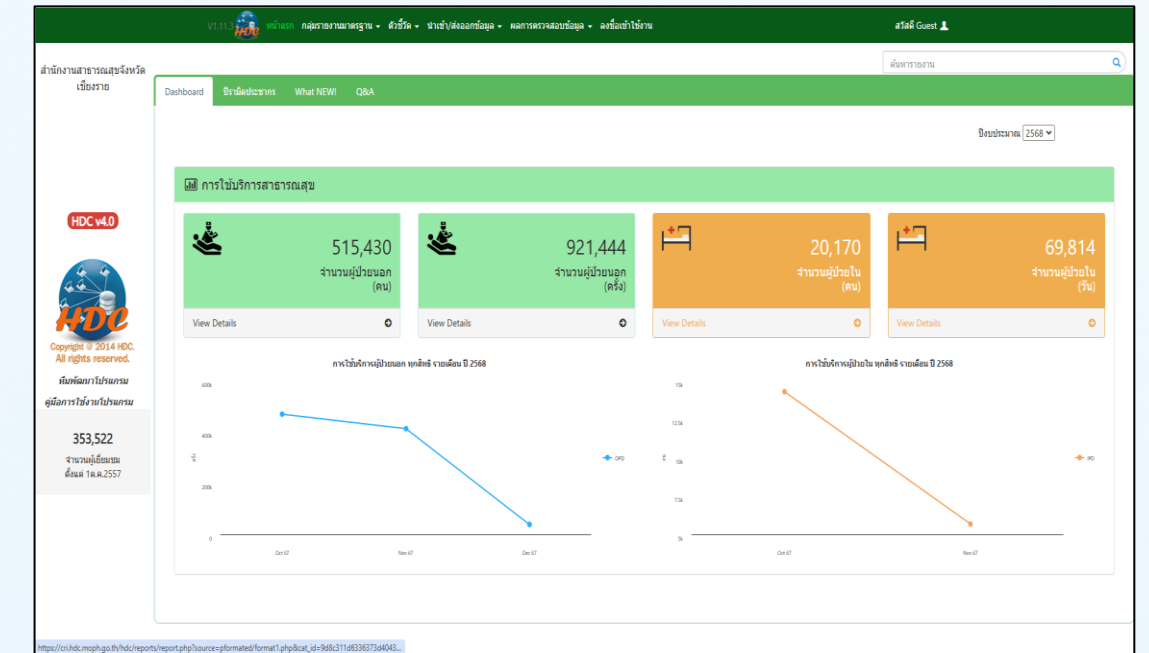 V1.11.3 HDC หน้าแรก กลุ่มรายงานมาตรฐาน ตัวชี้วัด นำเข้า/ส่งออกข้อมูล ผลการตรวจสอบข้อมูล ลงชื่อเข้าใช้งาน สวัสดี Guest
สำนักงานสาธารณสุขจังหวัด
เชียงราย
ค้นหารายงาน
Dashboard ปิรามิดประชากร What NEW! Q&A
ปีงบประมาณ 2568
การใช้บริการสาธารณสุข
HDC v4.0
HDC
Copyright @ 2014 HDC.
All rights reserved.
ทีมพัฒนาโปรแกรม
คู่มือการใช้งานโปรแกรม
353,522
จำนวนผู้เยี่ยมชม
ตั้งแต่ 1ต.ค.2557
515,430
จำนวนผู้ป่วยนอก
(คน)
View Details
921,444
จำนวนผู้ป่วยนอก
(ครั้ง)
View Details
20,170
จำนวนผู้ป่วยใน
(คน)
View Details
69,814
จำนวนผู้ป่วยใน
(วัน)
View Details
การใช้บริการผู้ป่วยนอก ทุกสิทธิ รายเดือน ปี 2568
600k
400k
200k
0
ครั้ง
Oct 67 Nov 67 Dec 67
OPD
การใช้บริการผู้ป่วยใน ทุกสิทธิ รายเดือน ปี 2568
15k
12.5k
10k
7.5k
5k
Oct 67 Nov 67
IPD
https://cri.hdc.moph.go.th/hdc/reports/report.php?source=pformated/format1.php&cat_id=9d8c311d6336373d4043...